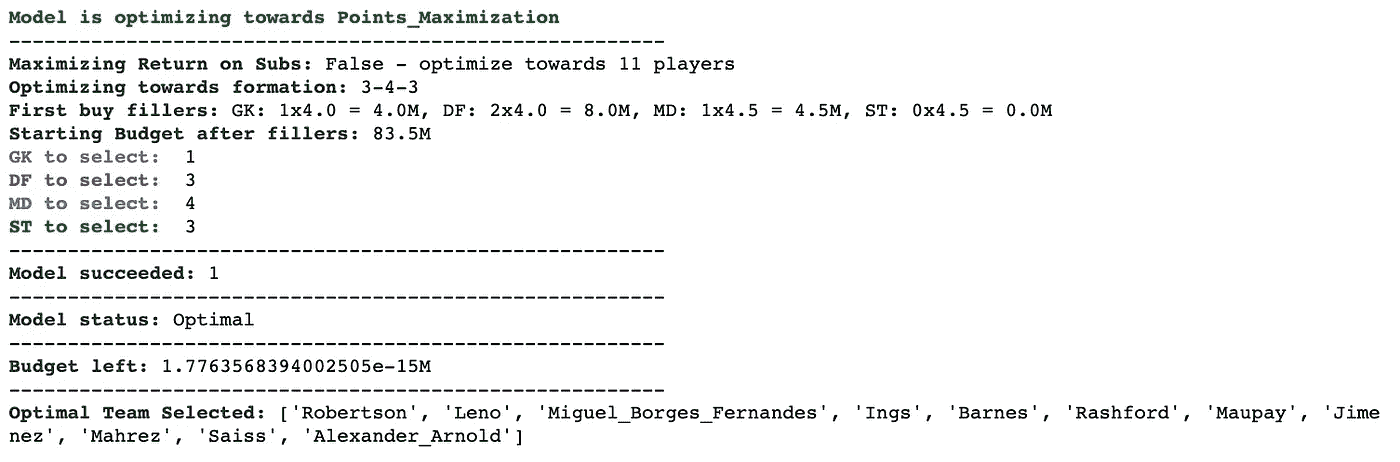 Model is optimizing towards Points_Maximization
--------------------------------------------------------
Maximizing Return on Subs: False - optimize towards 11 players
Optimizing towards formation: 3-4-3
First buy fillers: GK: 1x4.0 = 4.0M, DF: 2x4.0 = 8.0M, MD: 1x4.5 = 4.5M, ST: 0x4.5 = 0.0M
Starting Budget after fillers: 83.5M
GK to select:  1
DF to select:  3
MD to select:  4
ST to select:  3
--------------------------------------------------------
Model succeeded: 1
--------------------------------------------------------
Model status: Optimal
--------------------------------------------------------
Budget left: 1.7763568394002505e-15M
--------------------------------------------------------
Optimal Team Selected: ['Robertson', 'Leno', 'Miguel_Borges_Fernandes', 'Ings', 'Barnes', 'Rashford', 'Maupay', 'Jime
nez', 'Mahrez', 'Saiss', 'Alexander_Arnold']